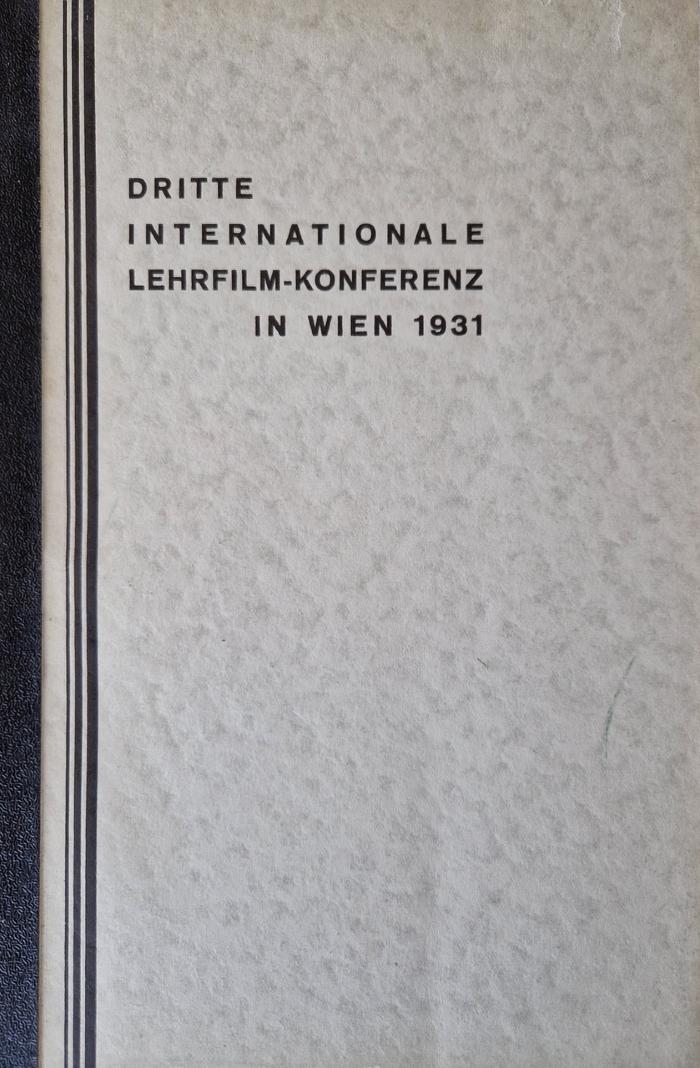 DRITTE
INTERNATIONALE
LEHRFILM-KONFERENZ
IN WIEN 1931